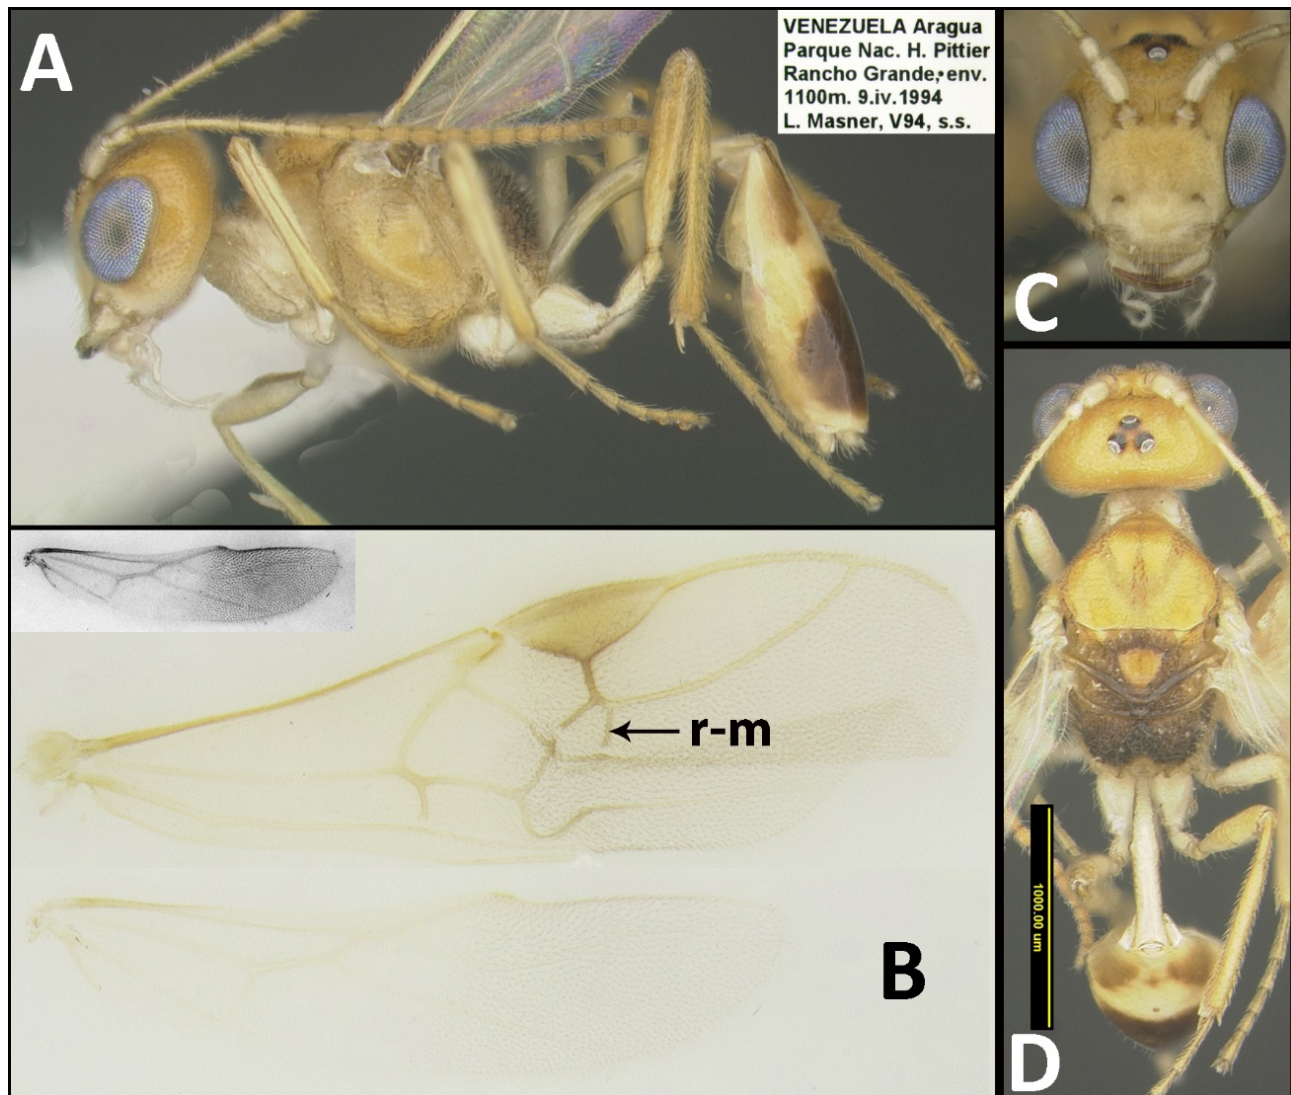 A
VENEZUELA Aragua
Parque Nac. H. Pittier
Rancho Grande, env.
1100m. 9.iv.1994
L. Masner, V94, s.s.
C
r-m
B
1000.00 um
D